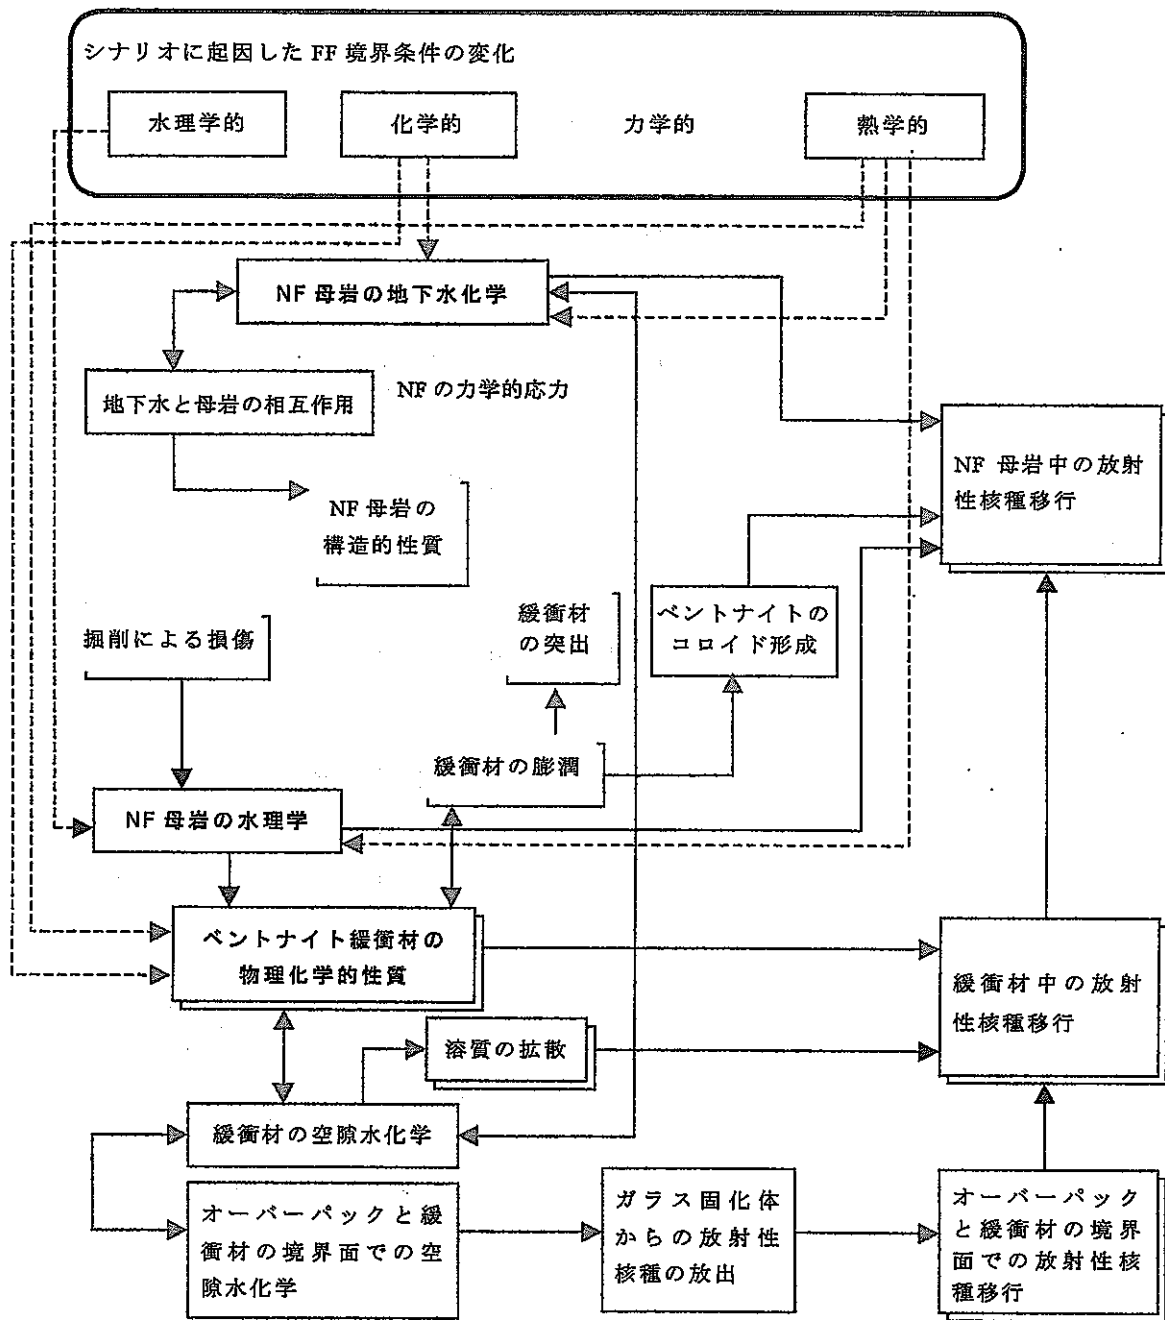 シナリオに起因した FF 境界条件の変化
水理学的
化学的
力学的
熱学的
NF 母岩の地下水化学
地下水と母岩の相互作用
NF の力学的応力
NF 母岩の
構造的性質
NF 母岩中の放射
性核種移行
掘削による損傷
緩衝材
の突出
ベントナイトの
コロイド形成
緩衝材の膨潤
NF 母岩の水理学
ベントナイト緩衝材の
物理化学的性質
緩衝材中の放射
性核種移行
溶質の拡散
緩衝材の空隙水化学
オーバーパックと緩
衝材の境界面での空
隙水化学
ガラス固化体
からの放射性
核種の放出
オーバーパック
と緩衝材の境界
面での放射性核
種移行